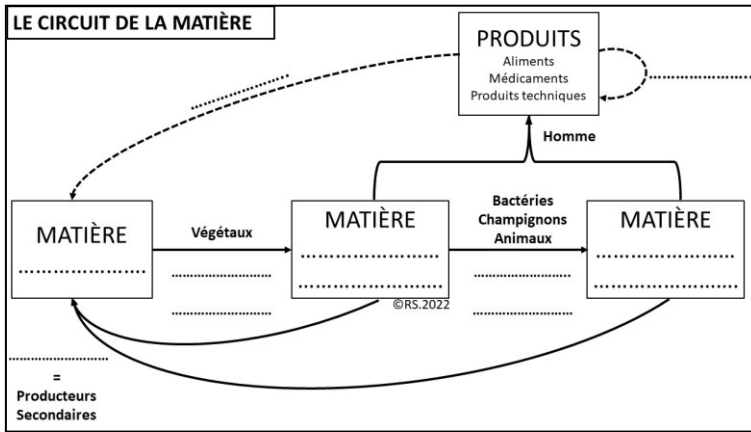 LE CIRCUIT DE LA MATIÈRE
PRODUITS
Aliments
Médicaments
Produits techniques
Homme
MATIÈRE
Végétaux
MATIÈRE
Bactéries
Champignons
Animaux
MATIÈRE
©RS.2022
=
Producteurs
Secondaires